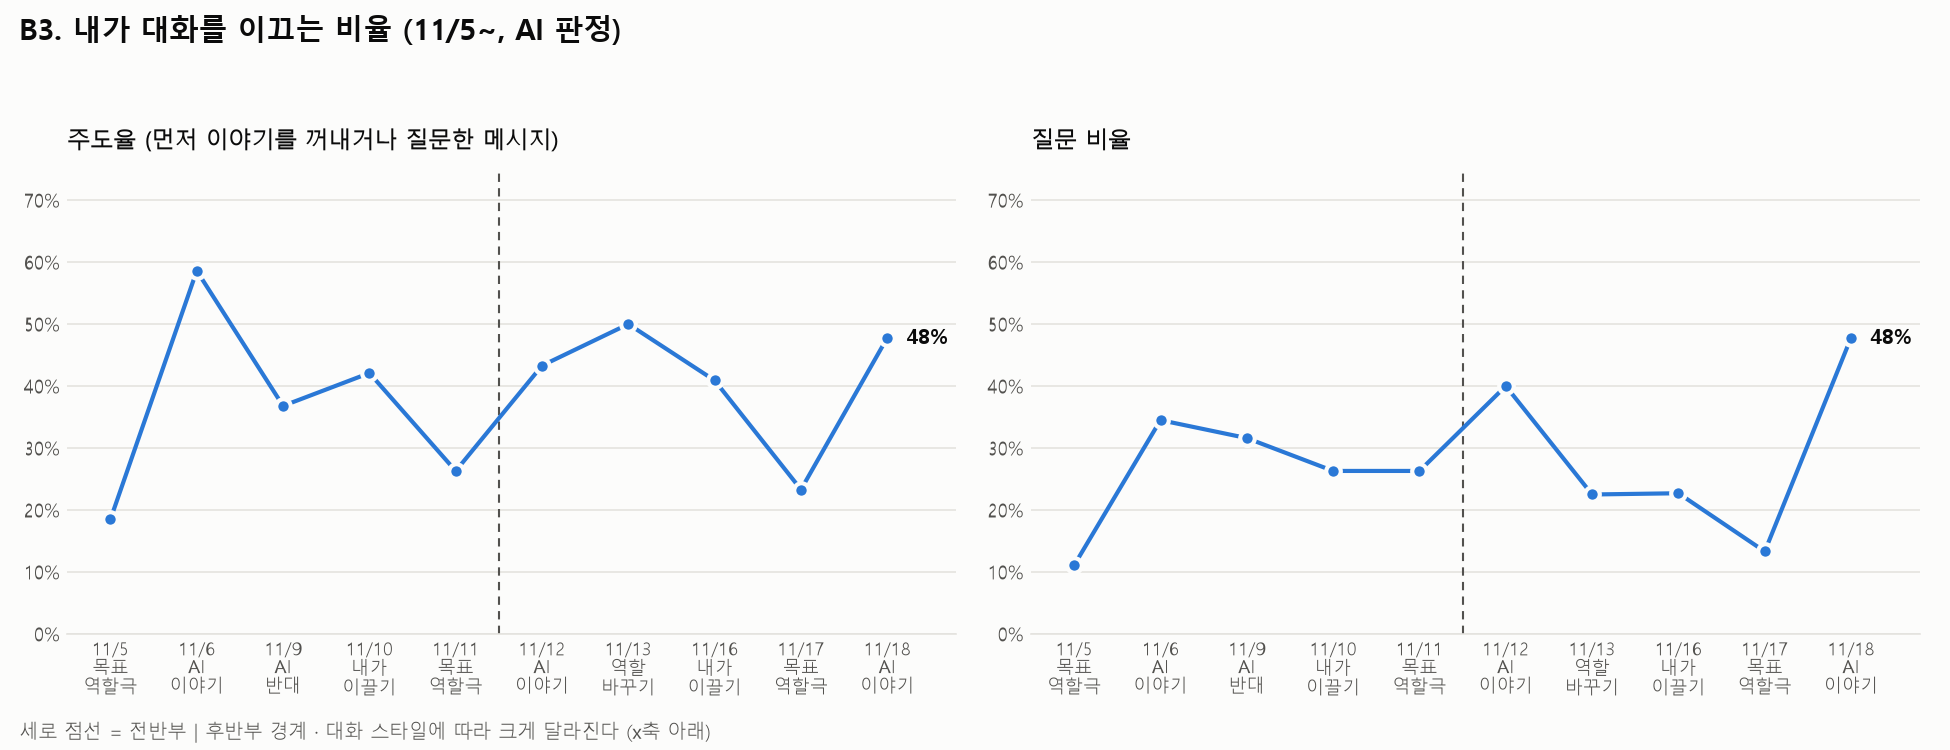 B3. 내가 대화를 이끄는 비율 (11/5~, AI 판정)
주도율 (먼저 이야기를 꺼내거나 질문한 메시지)
70%
60%
50%
40%
30%
20%
10%
0%
48%
11/5 11/6 11/9 11/10 11/11 11/12 11/13 11/16 11/17 11/18
목표 AI AI 내가 목표 AI 역할 내가 목표 AI
역할극 이야기 반대 이끌기 역할극 이야기 바꾸기 이끌기 역할극 이야기
질문 비율
70%
60%
50%
40%
30%
20%
10%
0%
48%
11/5 11/6 11/9 11/10 11/11 11/12 11/13 11/16 11/17 11/18
목표 AI AI 내가 목표 AI 역할 내가 목표 AI
역할극 이야기 반대 이끌기 역할극 이야기 바꾸기 이끌기 역할극 이야기
세로 점선 = 전반부 | 후반부 경계 · 대화 스타일에 따라 크게 달라진다 (x축 아래)